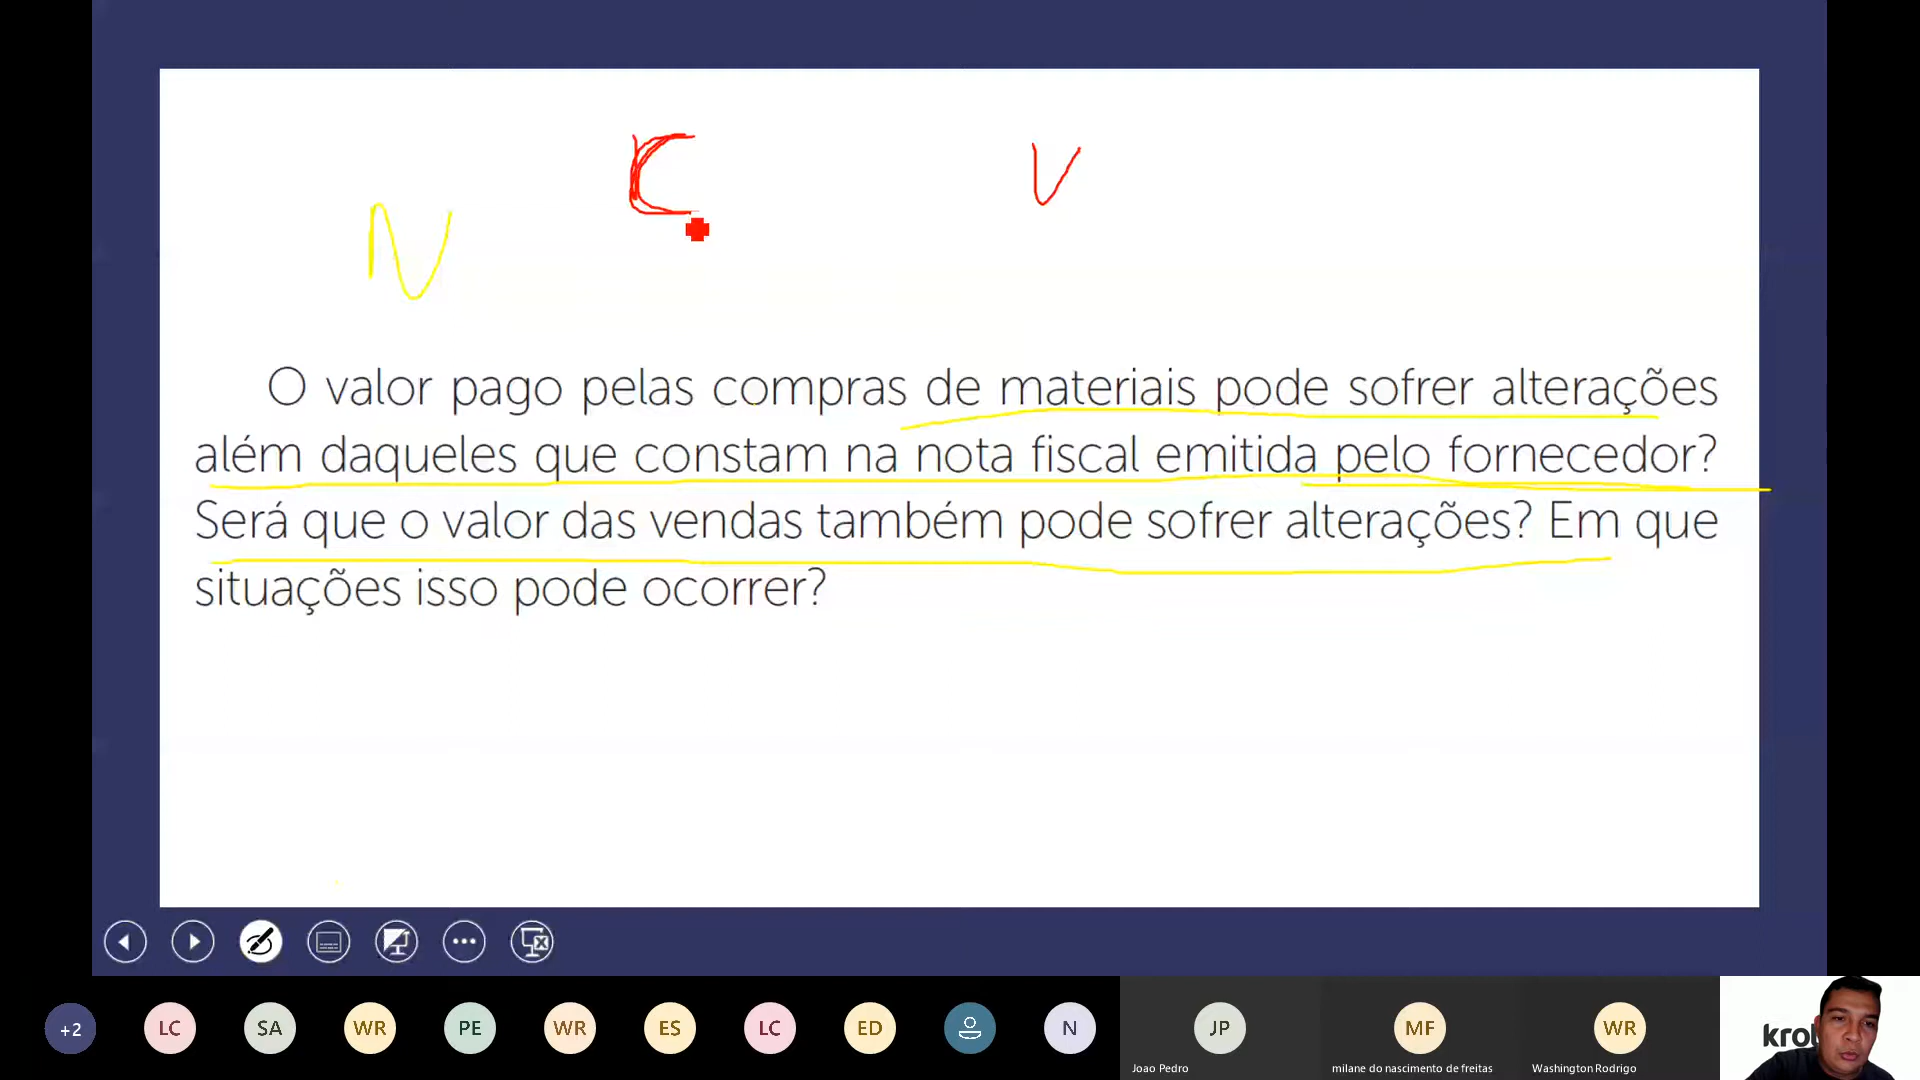 C V
N
O valor pago pelas compras de materiais pode sofrer alterações
além daqueles que constam na nota fiscal emitida pelo fornecedor?
Será que o valor das vendas também pode sofrer alterações? Em que
situações isso pode ocorrer?
+2 LC SA WR PE WR ES LC ED N JP MF WR
Joao Pedro milane do nascimento de freitas Washington Rodrigo